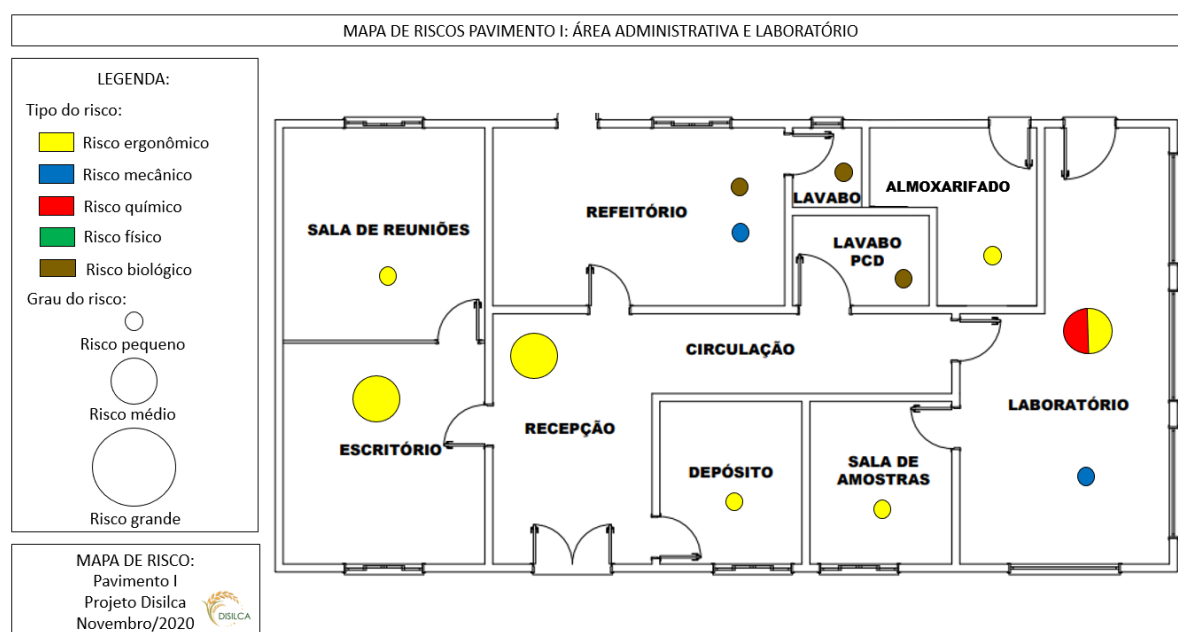 MAPA DE RISCOS PAVIMENTO I: ÁREA ADMINISTRATIVA E LABORATÓRIO
LEGENDA:
Tipo do risco:
Risco ergonômico
Risco mecânico
Risco químico
Risco físico
Risco biológico
Grau do risco:
Risco pequeno
Risco médio
Risco grande
MAPA DE RISCO:
Pavimento I
Projeto Disilca
Novembro/2020
DISILCA
SALA DE REUNIÕES
REFEITÓRIO
LAVABO
ALMOXARIFADO
LAVABO
PCD
CIRCULAÇÃO
ESCRITÓRIO
RECEPÇÃO
DEPÓSITO
SALA DE
AMOSTRAS
LABORATÓRIO